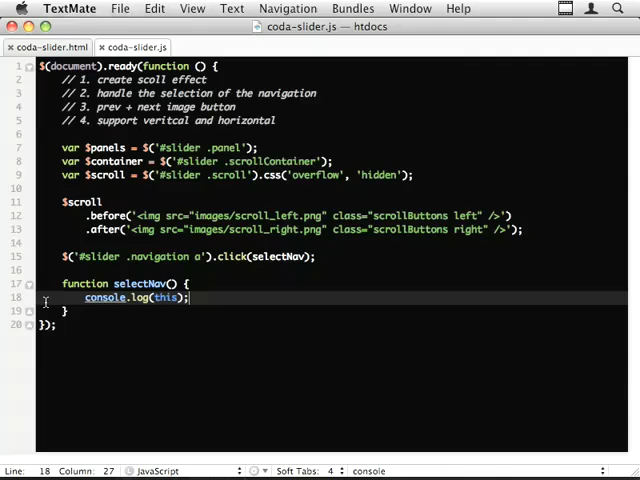 TextMate File Edit View Text Navigation Bundles Window Help
coda-slider.js — htdocs
coda-slider.html coda-slider.js
1 $(document).ready(function () {
2 // 1. create scoll effect
3 // 2. handle the selection of the navigation
4 // 3. prev + next image button
5 // 4. support veritcal and horizontal
6
7 var $panels = $('#slider .panel');
8 var $container = $('#slider .scrollContainer');
9 var $scroll = $('#slider .scroll').css('overflow', 'hidden');
10
11 $scroll
12 .before('<img src="images/scroll_left.png" class="scrollButtons left" />')
13 .after('<img src="images/scroll_right.png" class="scrollButtons right" />');
14
15 $('#slider .navigation a').click(selectNav);
16
17 function selectNav() {
18 console.log(this);
19 }
20 });
Line: 18 Column: 27 JavaScript Soft Tabs: 4 console